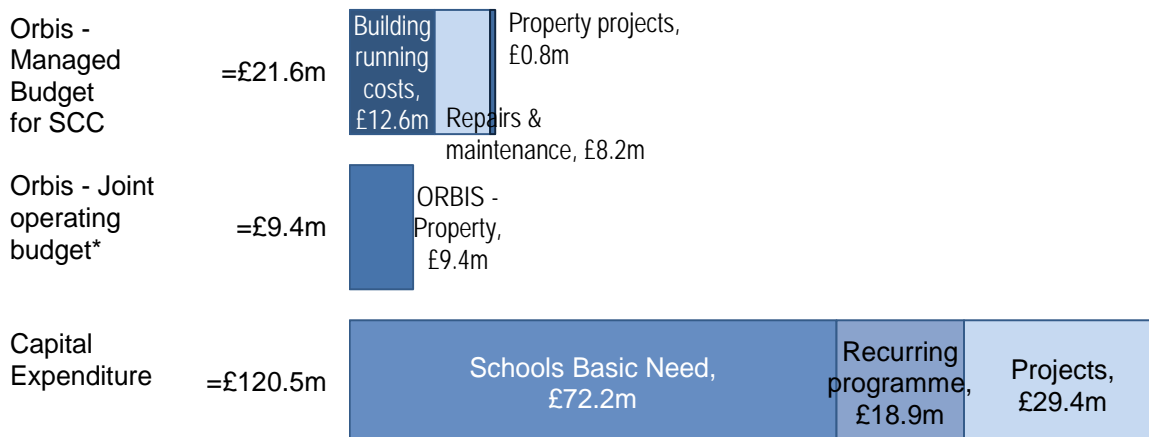 Orbis -
Managed
Budget
for SCC
=£21.6m
Building
running
costs,
£12.6m
Property projects,
£0.8m
Repairs &
maintenance, £8.2m
Orbis - Joint
operating
budget*
=£9.4m
ORBIS -
Property,
£9.4m
Capital
Expenditure
=£120.5m
Schools Basic Need,
£72.2m
Recurring
programme,
£18.9m
Projects,
£29.4m